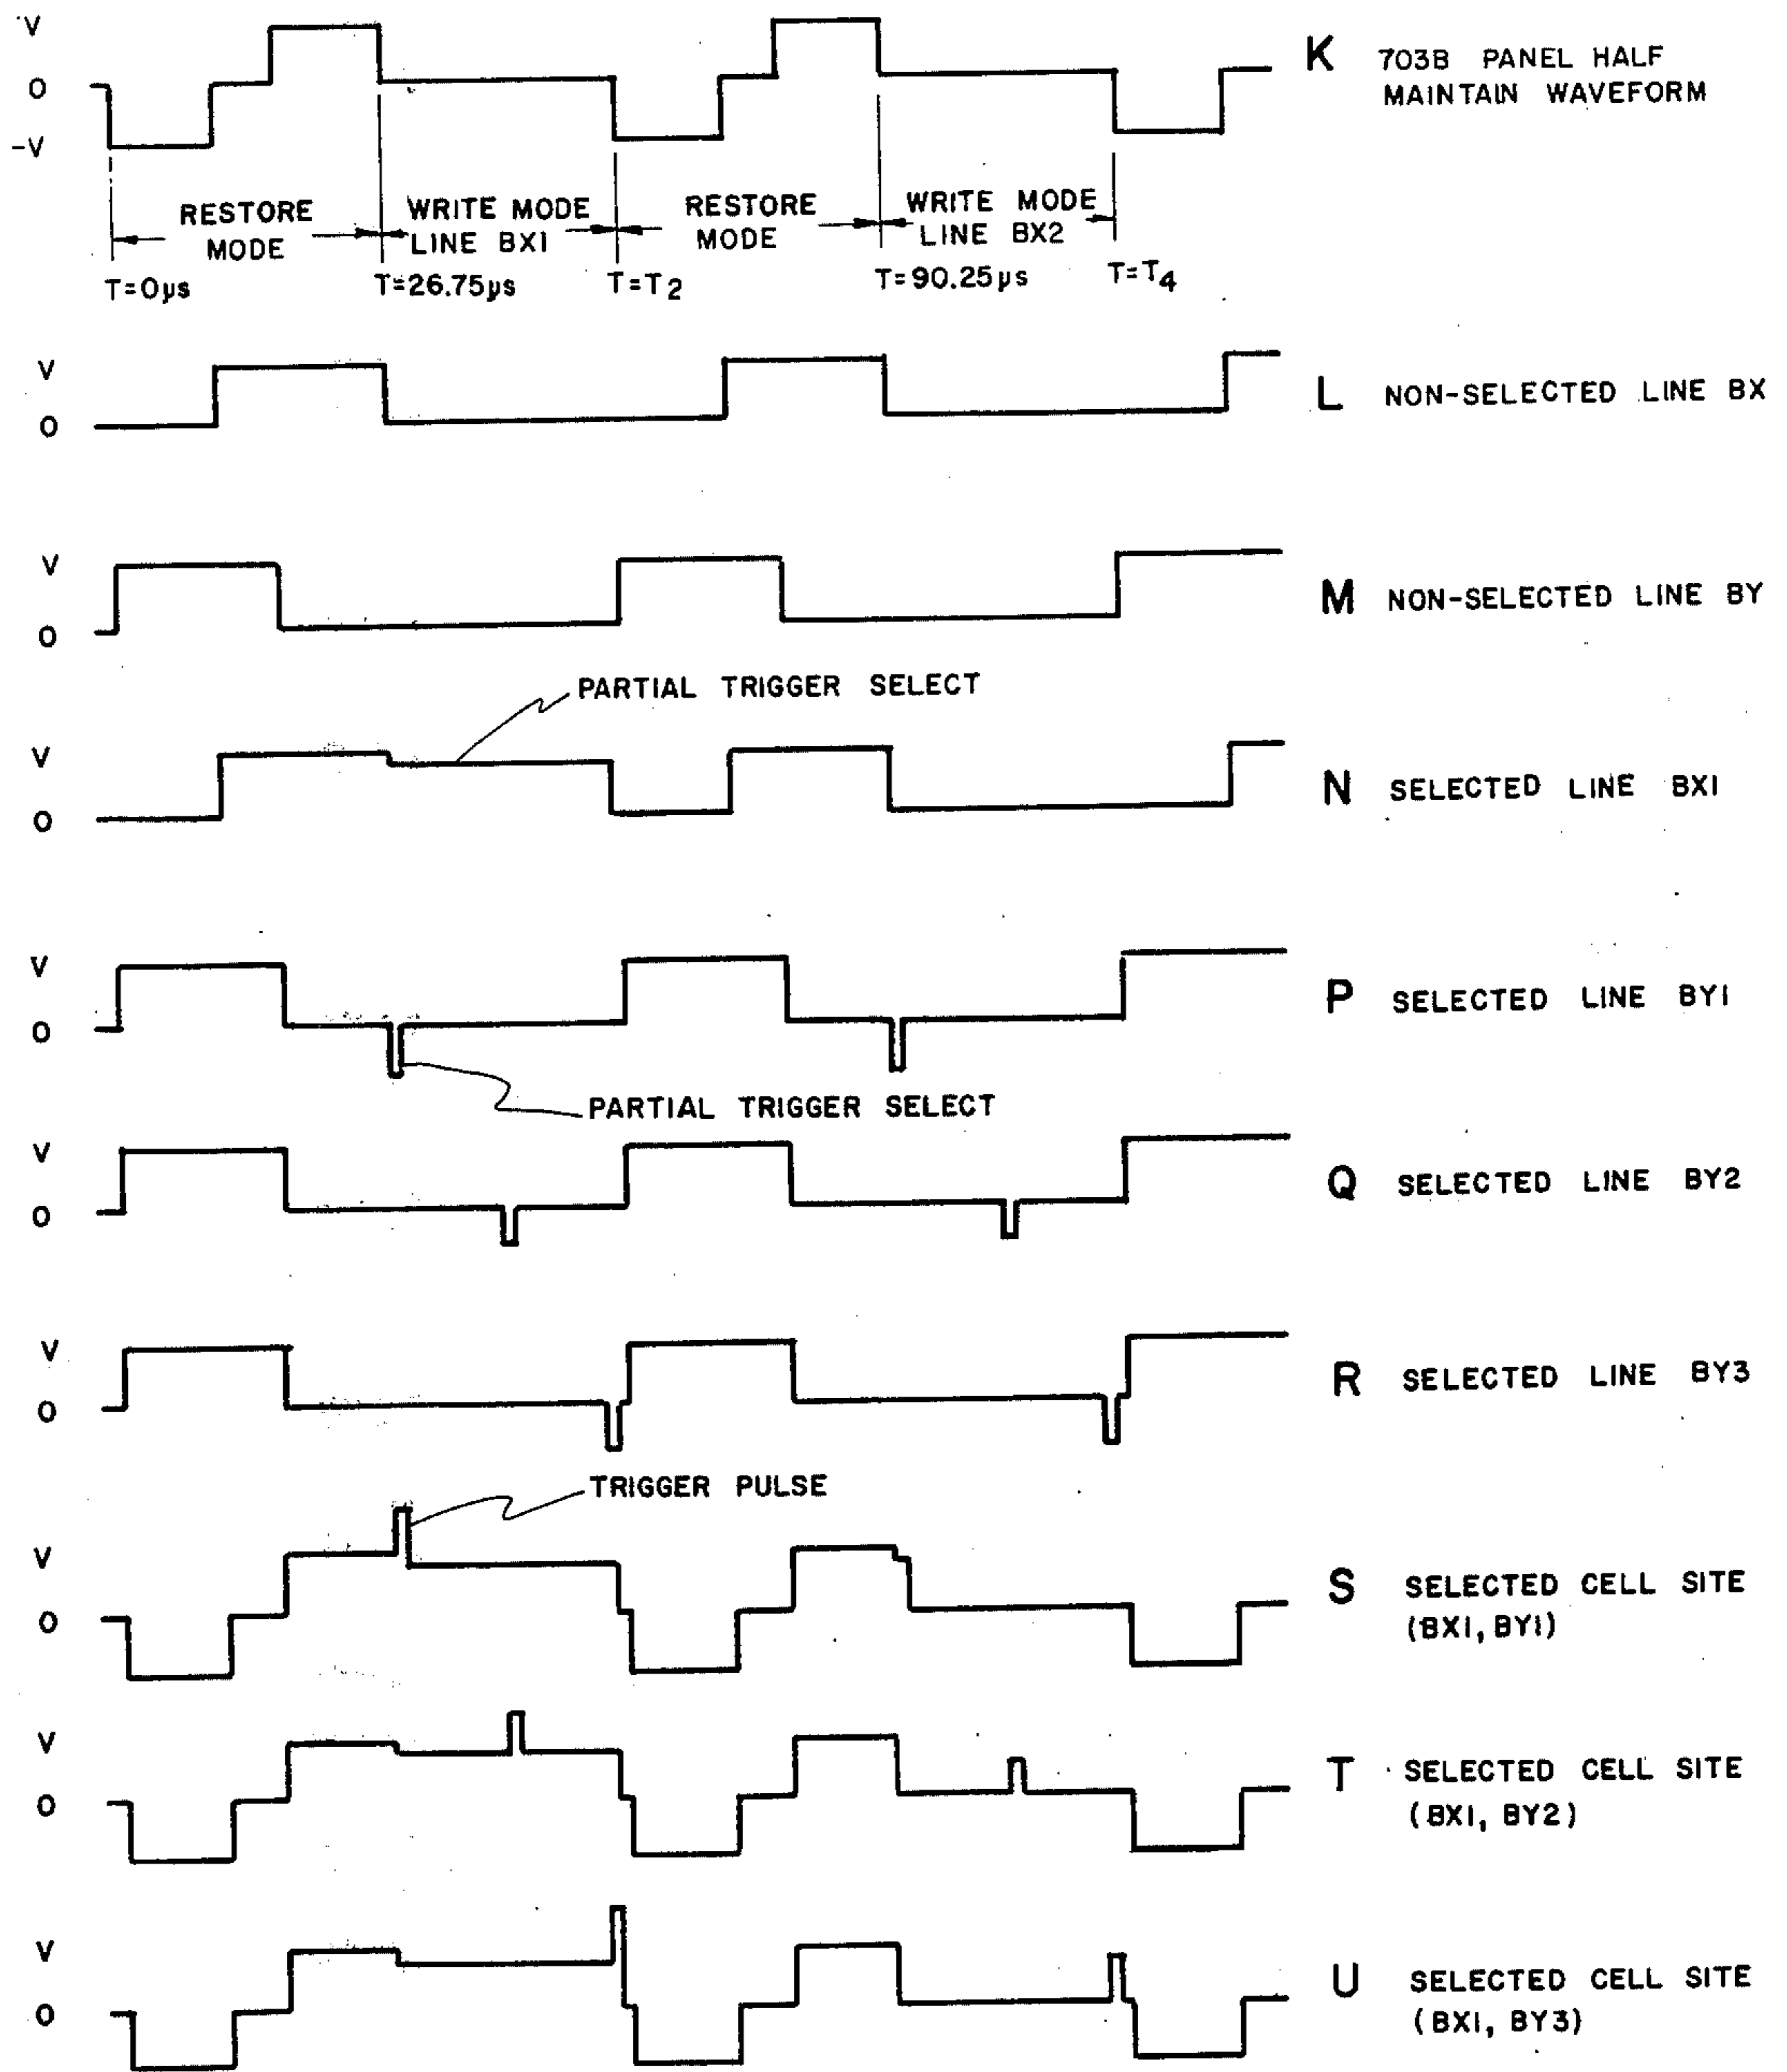 V
0
-V
K 703B PANEL HALF
MAINTAIN WAVEFORM
RESTORE
MODE
WRITE MODE
LINE BX1
RESTORE
MODE
WRITE MODE
LINE BX2
T=0µs
T=26.75µs
T=T2
T=90.25µs
T=T4
V
0
L NON-SELECTED LINE BX
V
0
M NON-SELECTED LINE BY
PARTIAL TRIGGER SELECT
V
0
N SELECTED LINE BX1
V
0
P SELECTED LINE BY1
PARTIAL TRIGGER SELECT
V
0
Q SELECTED LINE BY2
V
0
R SELECTED LINE BY3
TRIGGER PULSE
V
0
S SELECTED CELL SITE
(BX1, BY1)
V
0
T SELECTED CELL SITE
(BX1, BY2)
V
0
U SELECTED CELL SITE
(BX1, BY3)